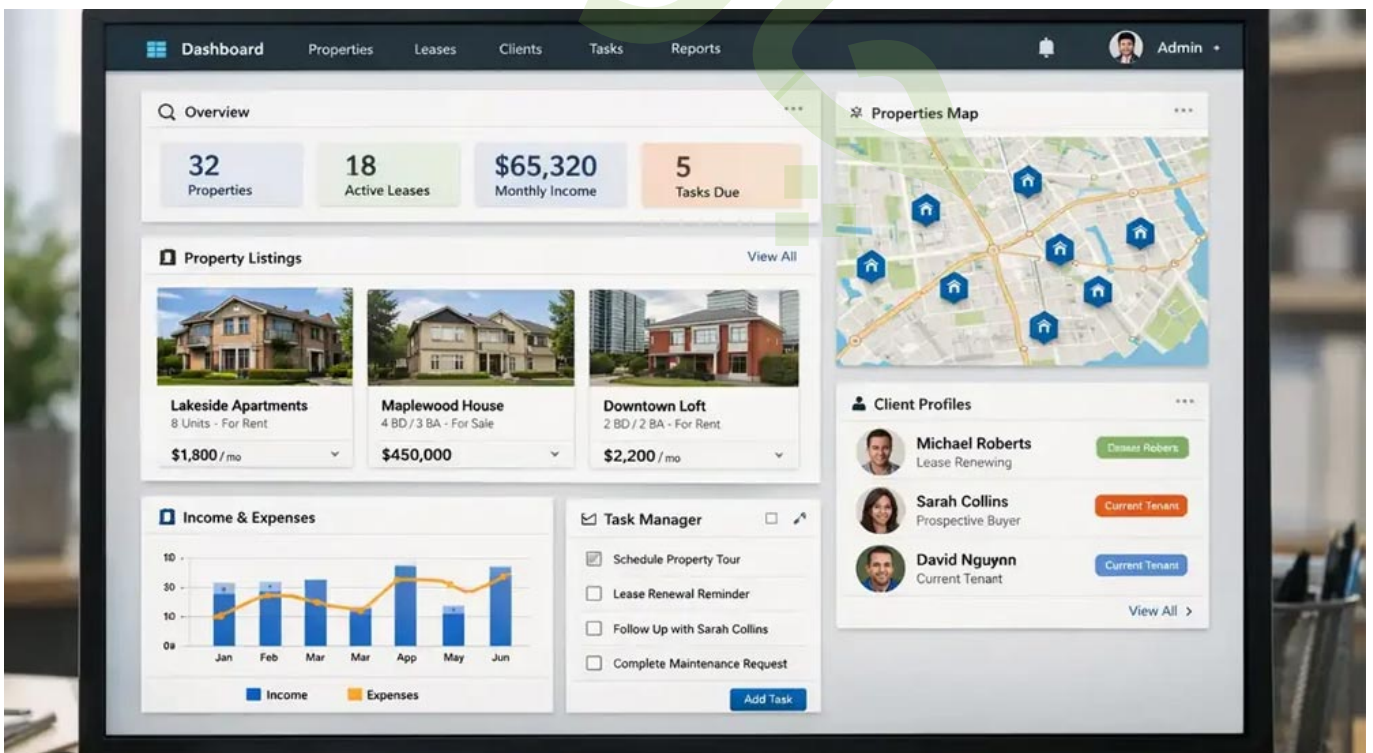 Dashboard Properties Leases Clients Tasks Reports Admin
Overview
32
Properties
18
Active Leases
$65,320
Monthly Income
5
Tasks Due
Property Listings View All
Lakeside Apartments
8 Units - For Rent
$1,800 / mo
Maplewood House
4 BD / 3 BA - For Sale
$450,000
Downtown Loft
2 BD / 2 BA - For Rent
$2,200 / mo
Income & Expenses
10
30
10
0a
Jan Feb Mar Mar App May Jun
Income Expenses
Task Manager
Schedule Property Tour
Lease Renewal Reminder
Follow Up with Sarah Collins
Complete Maintenance Request
Add Task
Properties Map
Client Profiles
Michael Roberts
Lease Renewing
Sarah Collins
Prospective Buyer
Current Tenant
David Nguynn
Current Tenant
Current Tenant
View All >